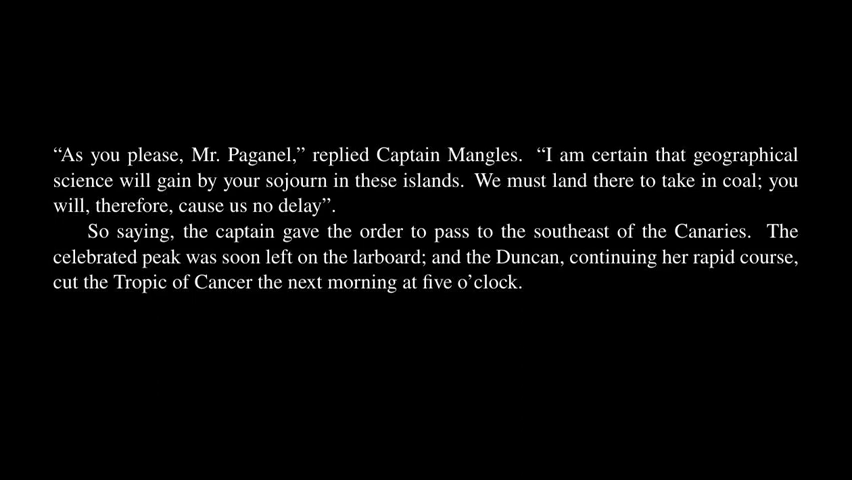 “As you please, Mr. Paganel,” replied Captain Mangles. “I am certain that geographical
science will gain by your sojourn in these islands. We must land there to take in coal; you
will, therefore, cause us no delay”.
So saying, the captain gave the order to pass to the southeast of the Canaries. The
celebrated peak was soon left on the larboard; and the Duncan, continuing her rapid course,
cut the Tropic of Cancer the next morning at five o’clock.